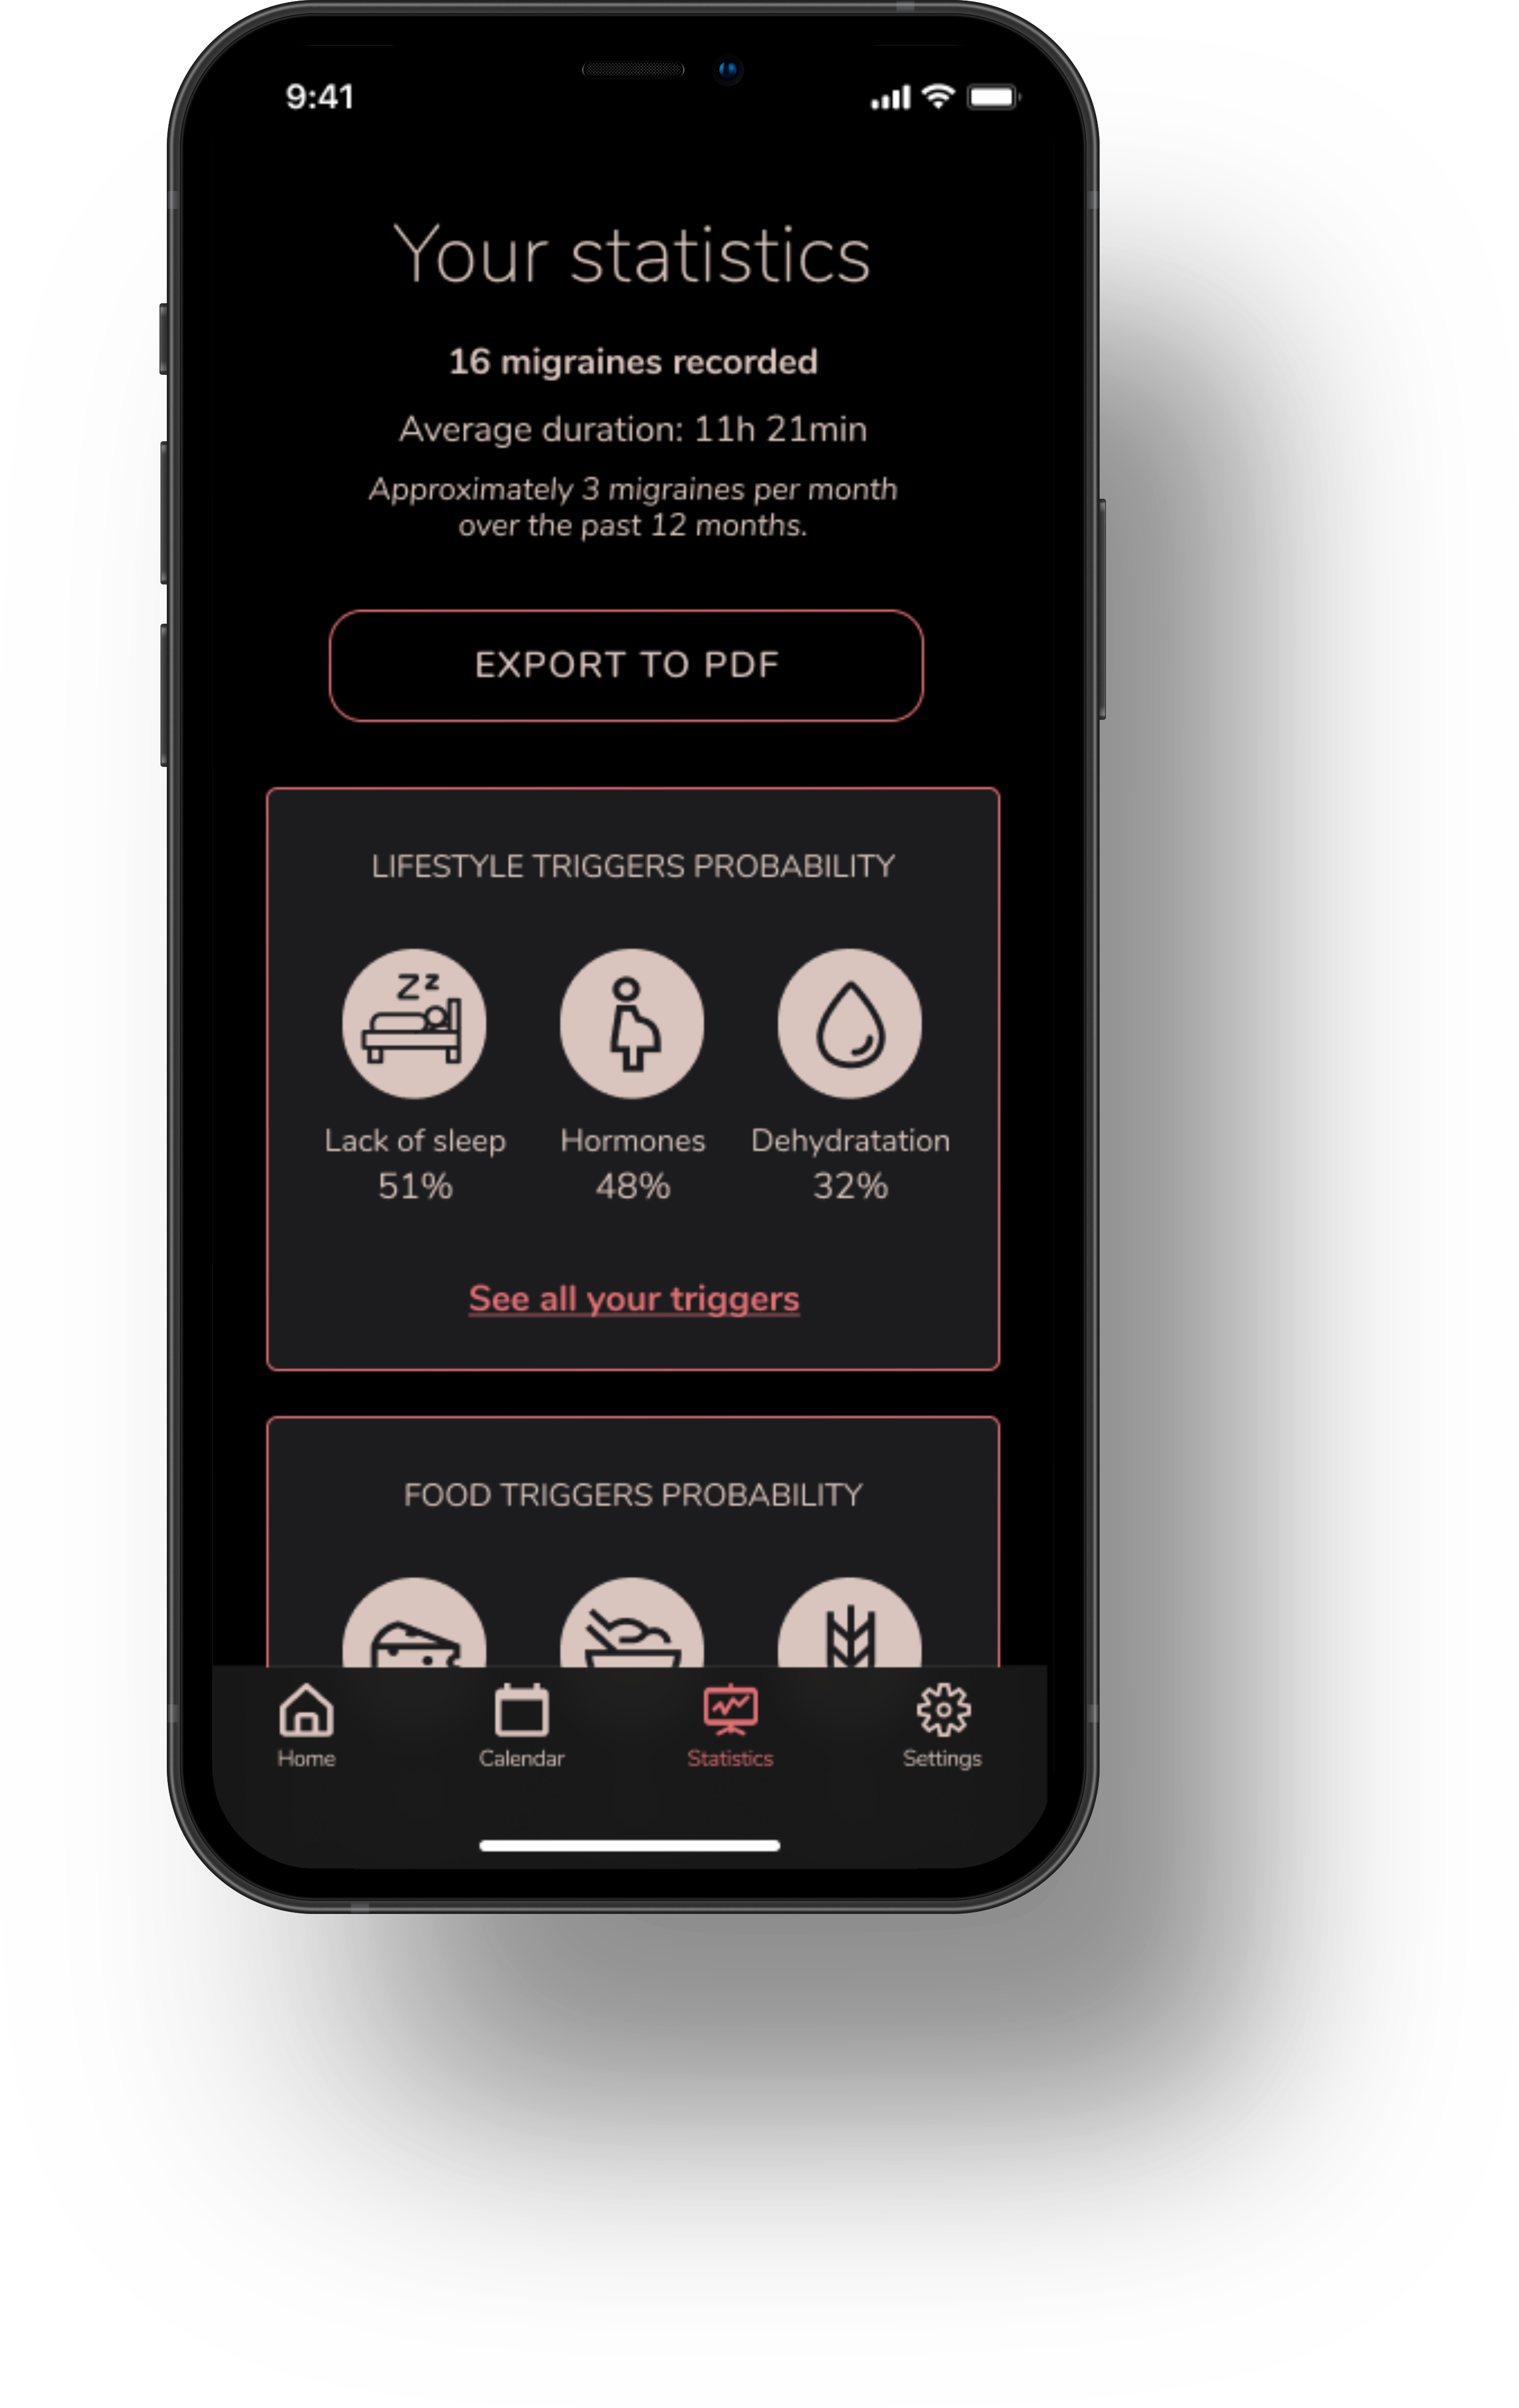 9:41
Your statistics
16 migraines recorded
Average duration: 11h 21min
Approximately 3 migraines per month
over the past 12 months.
EXPORT TO PDF
LIFESTYLE TRIGGERS PROBABILITY
Zz
Lack of sleep Hormones Dehydratation
51% 48% 32%
See all your triggers
FOOD TRIGGERS PROBABILITY
Home Calendar Statistics Settings